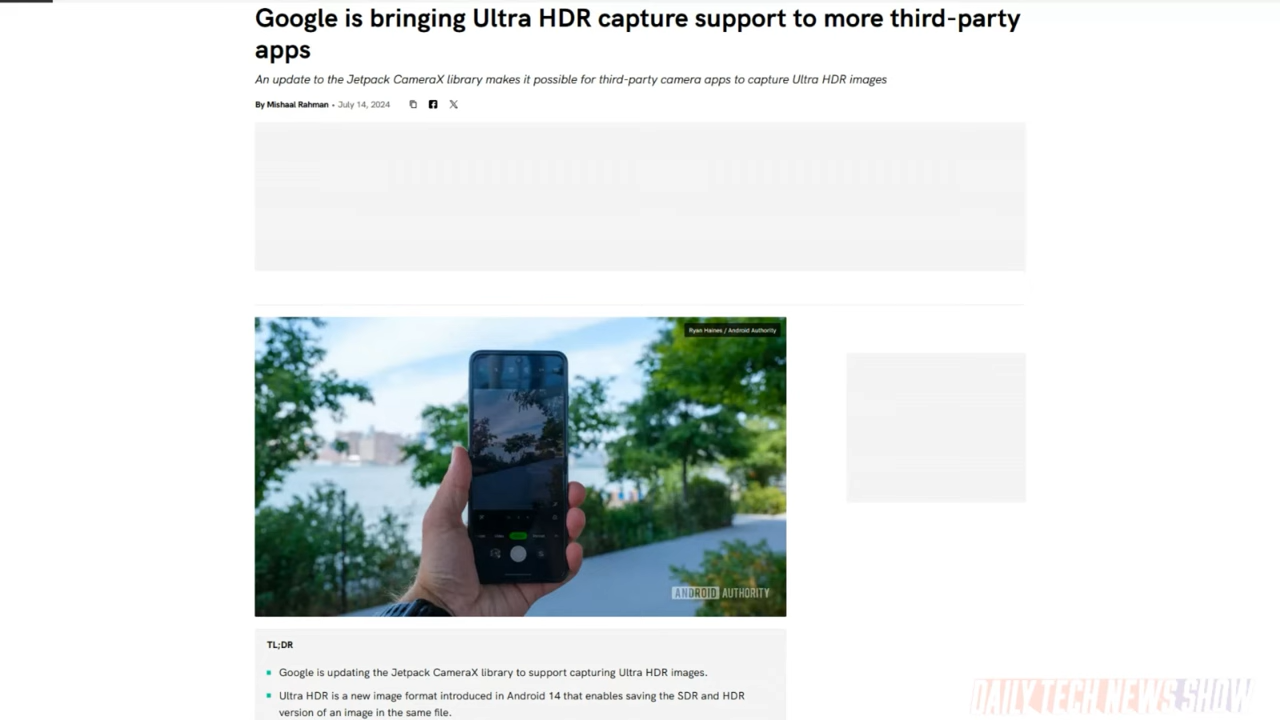 Google is bringing Ultra HDR capture support to more third-party
apps
An update to the Jetpack CameraX library makes it possible for third-party camera apps to capture Ultra HDR images
By Mishaal Rahman • July 14, 2024
Ryan Haines / Android Authority
ANDROID AUTHORITY
TL;DR
Google is updating the Jetpack CameraX library to support capturing Ultra HDR images.
Ultra HDR is a new image format introduced in Android 14 that enables saving the SDR and HDR
version of an image in the same file.
DAILY TECH NEWS SHOW